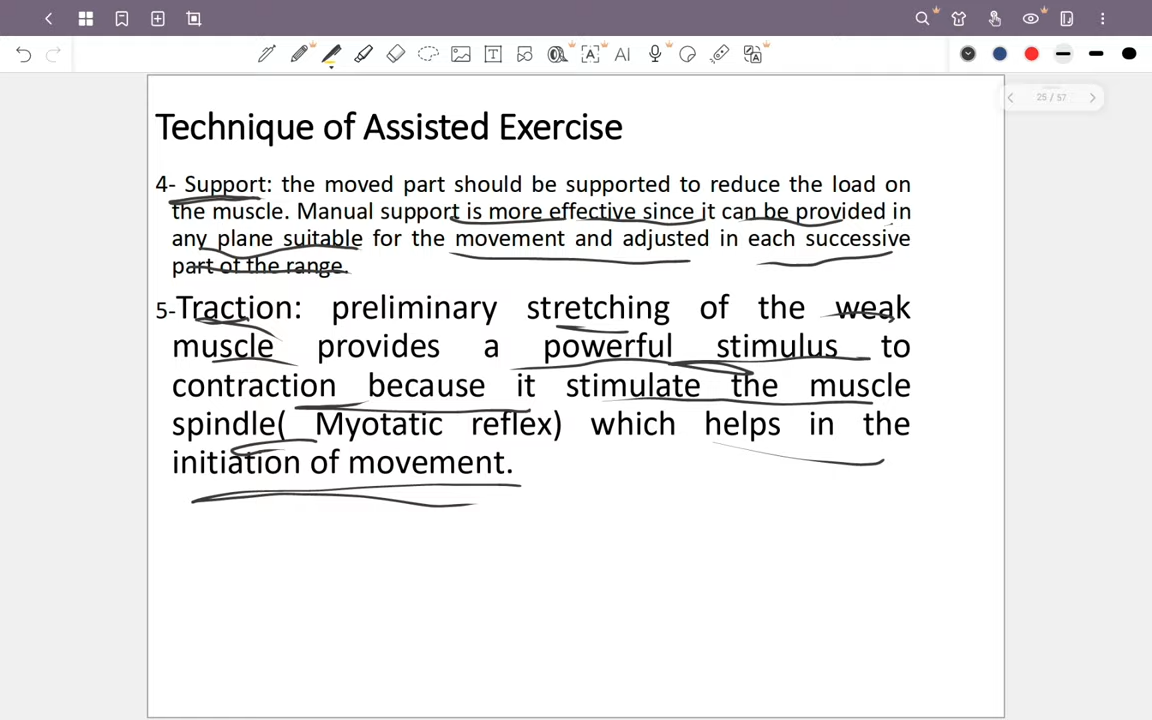 25 / 57
Technique of Assisted Exercise
4- Support: the moved part should be supported to reduce the load on
the muscle. Manual support is more effective since it can be provided in
any plane suitable for the movement and adjusted in each successive
part of the range.
5-Traction: preliminary stretching of the weak
muscle provides a powerful stimulus to
contraction because it stimulate the muscle
spindle( Myotatic reflex) which helps in the
initiation of movement.